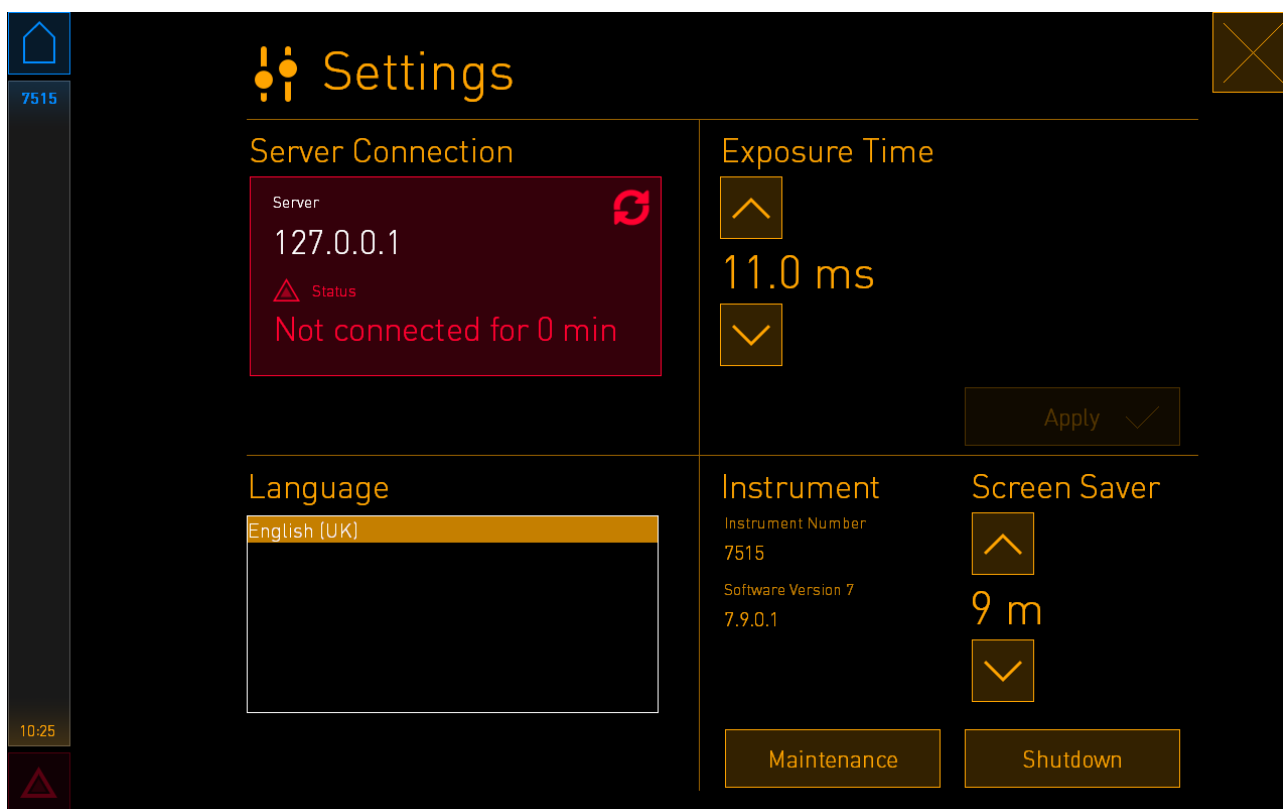 7515
Settings
Server Connection
Server
127.0.0.1
Status
Not connected for 0 min
Exposure Time
11.0 ms
Apply
Language
English (UK)
Instrument
Instrument Number
7515
Software Version 7
7.9.0.1
Screen Saver
9 m
Maintenance
Shutdown
10:25